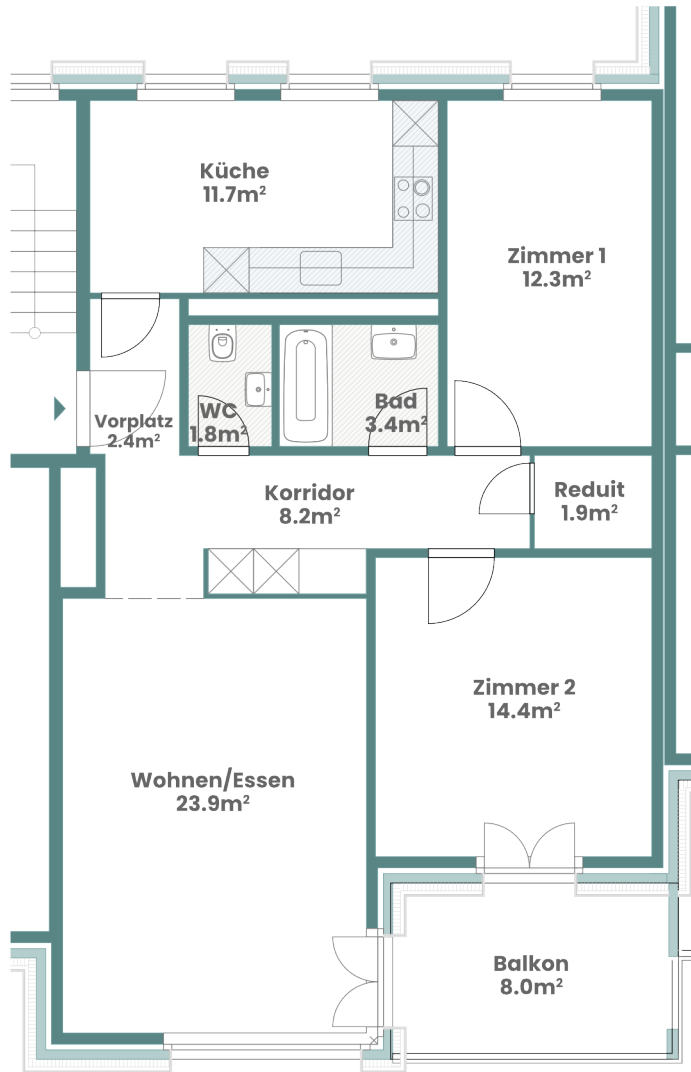 Küche
11.7m²
Zimmer 1
12.3m²
Vorplatz
2.4m²
WC
1.8m²
Bad
3.4m²
Korridor
8.2m²
Reduit
1.9m²
Zimmer 2
14.4m²
Wohnen/Essen
23.9m²
Balkon
8.0m²